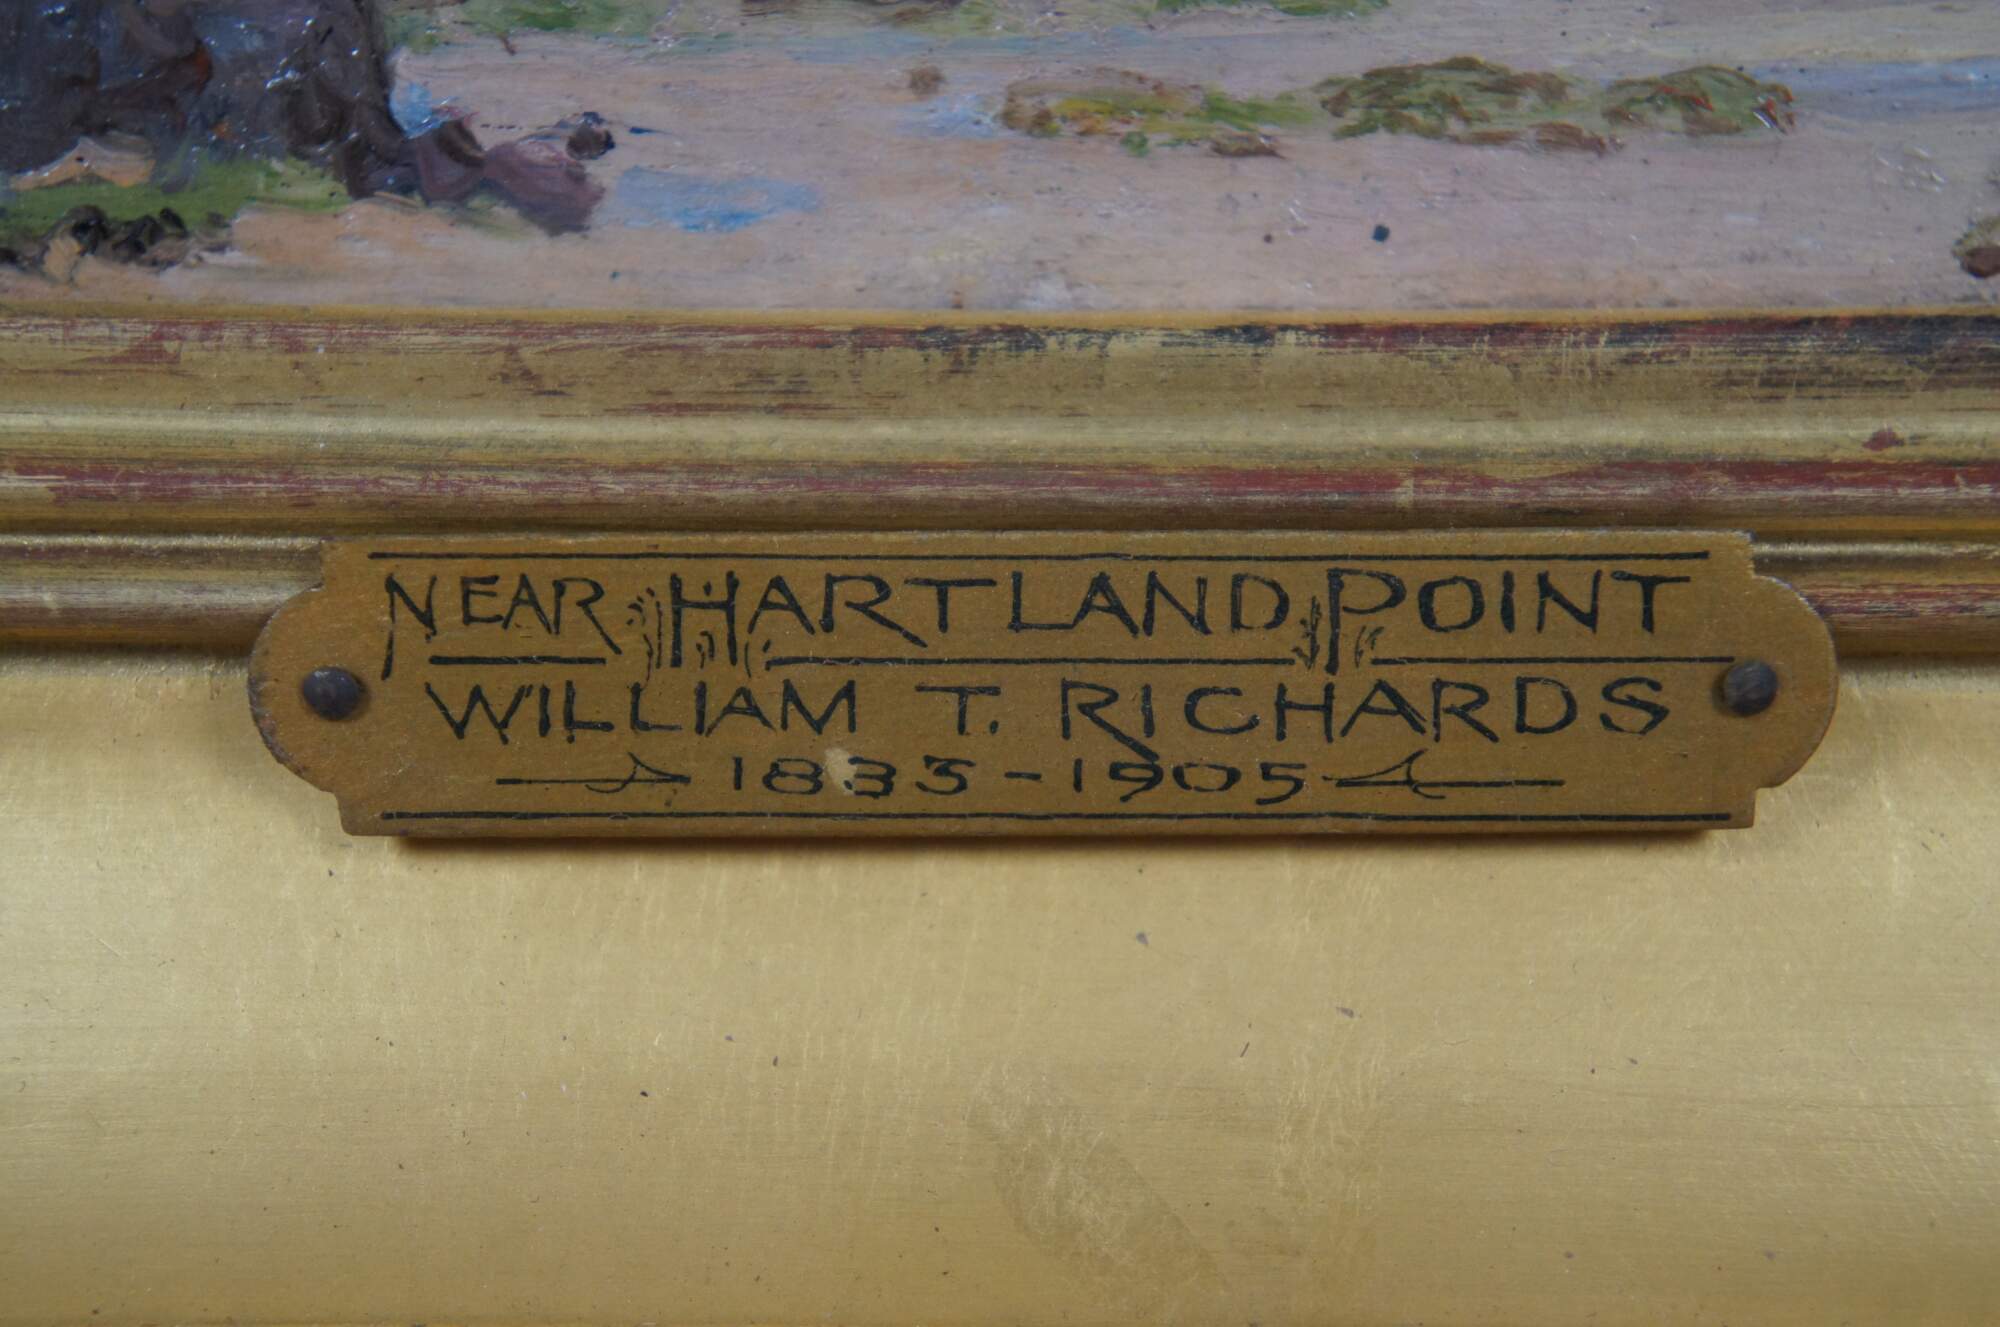 NEAR HARTLAND POINT
WILLIAM T. RICHARDS
1833-1905